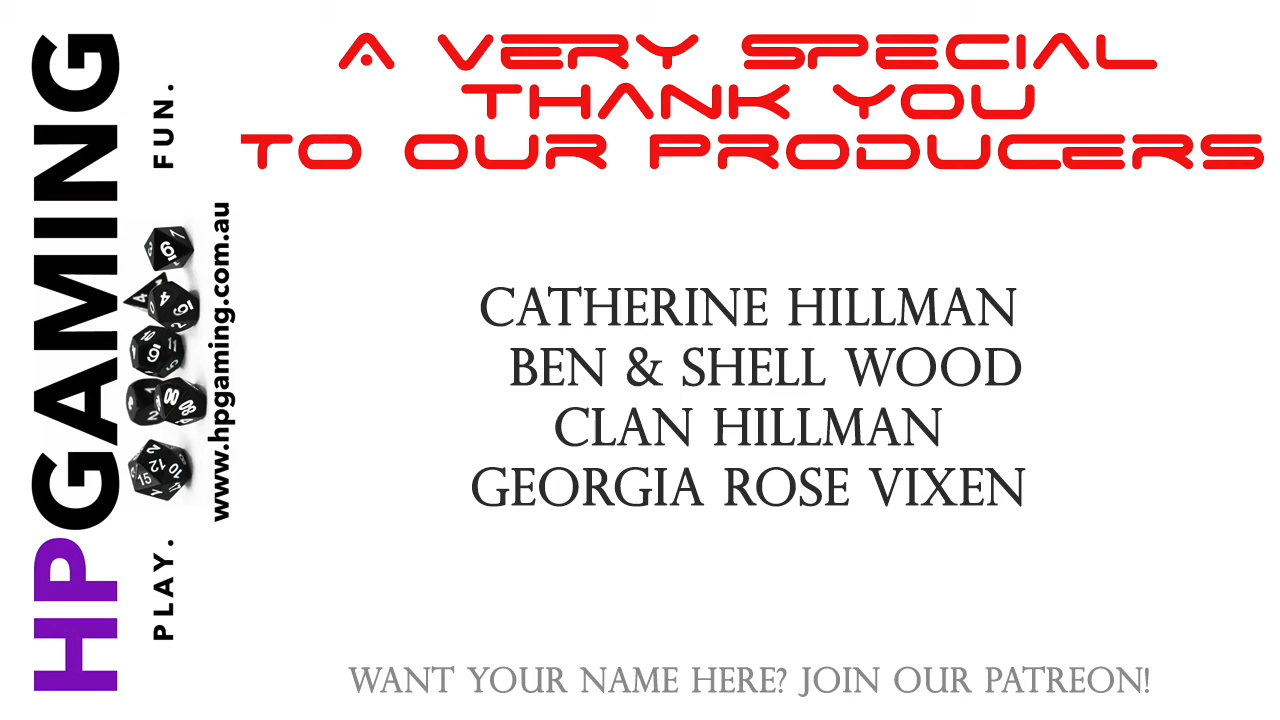 HPGAMING
PLAY. FUN.
www.hpgaming.com.au
A VERY SPECIAL
THANK YOU
TO OUR PRODUCERS
CATHERINE HILLMAN
BEN & SHELL WOOD
CLAN HILLMAN
GEORGIA ROSE VIXEN
WANT YOUR NAME HERE? JOIN OUR PATREON!